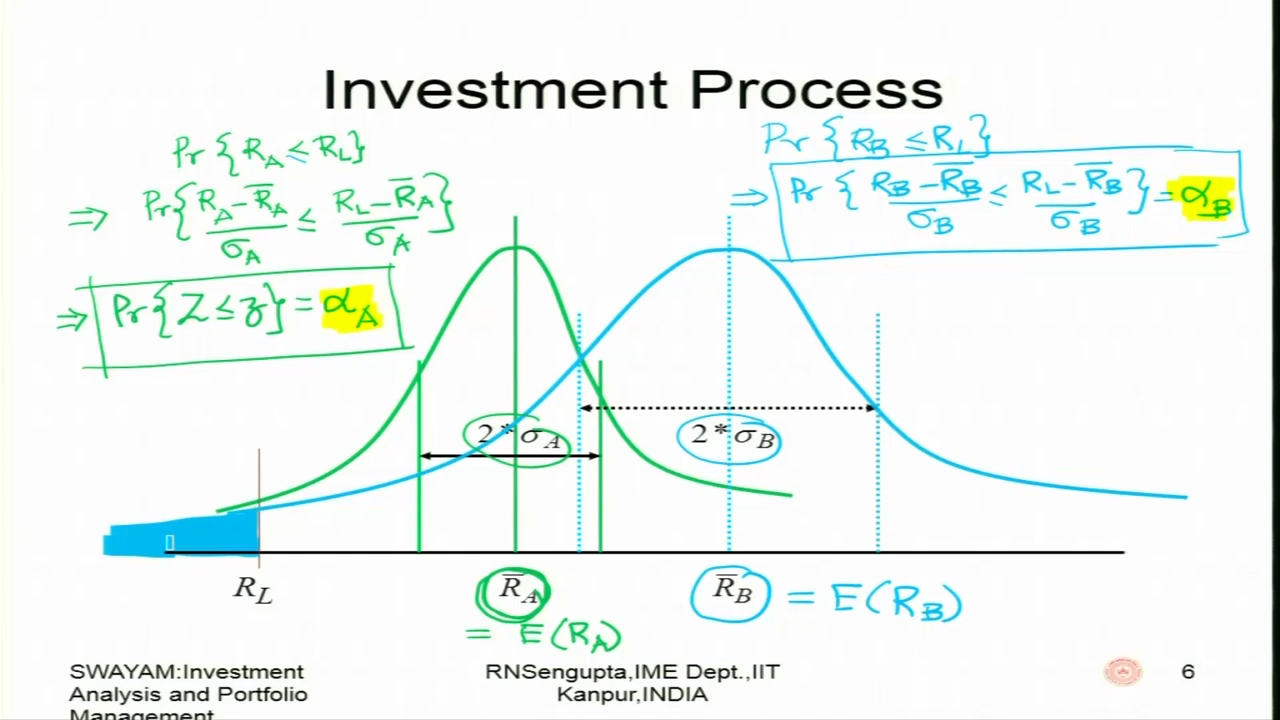 Investment Process
Pr{R_A ≤ R_L}
⇒ Pr{(R_A − R̄_A)/σ_A ≤ (R_L − R̄_A)/σ_A}
⇒ Pr{Z ≤ z} = α_A
Pr{R_B ≤ R_L}
⇒ Pr{(R_B − R̄_B)/σ_B ≤ (R_L − R̄_B)/σ_B} = α_B
2*σ_A
2*σ_B
R_L
R̄_A
= E(R_A)
R̄_B = E(R_B)
SWAYAM:Investment
Analysis and Portfolio
Management
RNSengupta,IME Dept.,IIT
Kanpur,INDIA
6